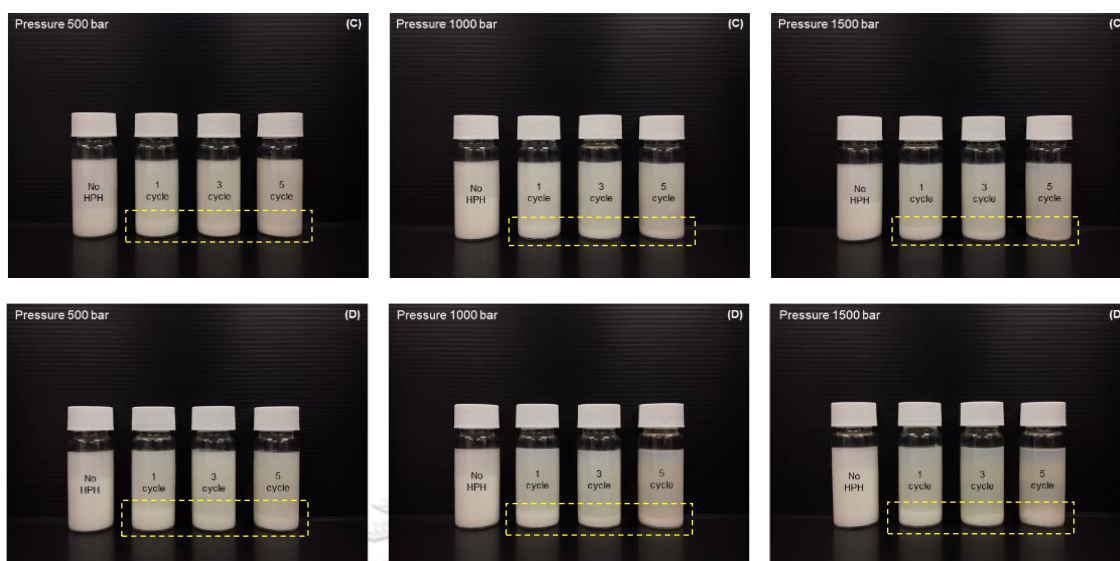 Pressure 500 bar (C)
No
HPH
1
cycle
3
cycle
5
cycle
Pressure 1000 bar (C)
No
HPH
1
cycle
3
cycle
5
cycle
Pressure 1500 bar (C
No
HPH
1
cycle
3
cycle
5
cycle
Pressure 500 bar (D)
No
HPH
1
cycle
3
cycle
5
cycle
Pressure 1000 bar (D)
No
HPH
1
cycle
3
cycle
5
cycle
Pressure 1500 bar (D
No
HPH
1
cycle
3
cycle
5
cycle